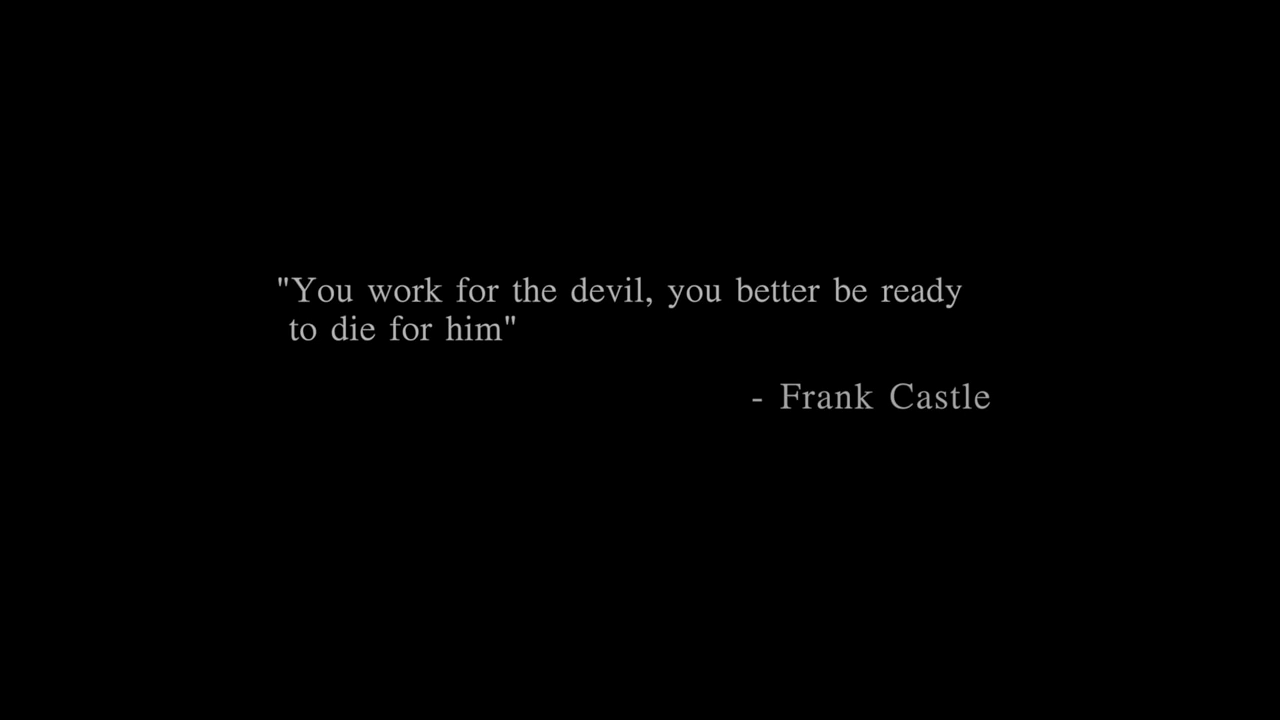 "You work for the devil, you better be ready
to die for him"
- Frank Castle